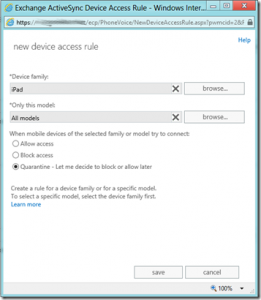 Exchange ActiveSync Device Access Rule - Windows Inter...
https://
/ecp/PhoneVoice/NewDeviceAccessRule.aspx?pwmcid=2&
Help
new device access rule
*Device family:
iPad
browse...
*Only this model:
All models
browse...
When mobile devices of the selected family or model try to connect:
Allow access
Block access
Quarantine - Let me decide to block or allow later
Create a rule for a device family or for a specific model.
To select a specific model, select the device family first.
Learn more
save cancel
100%